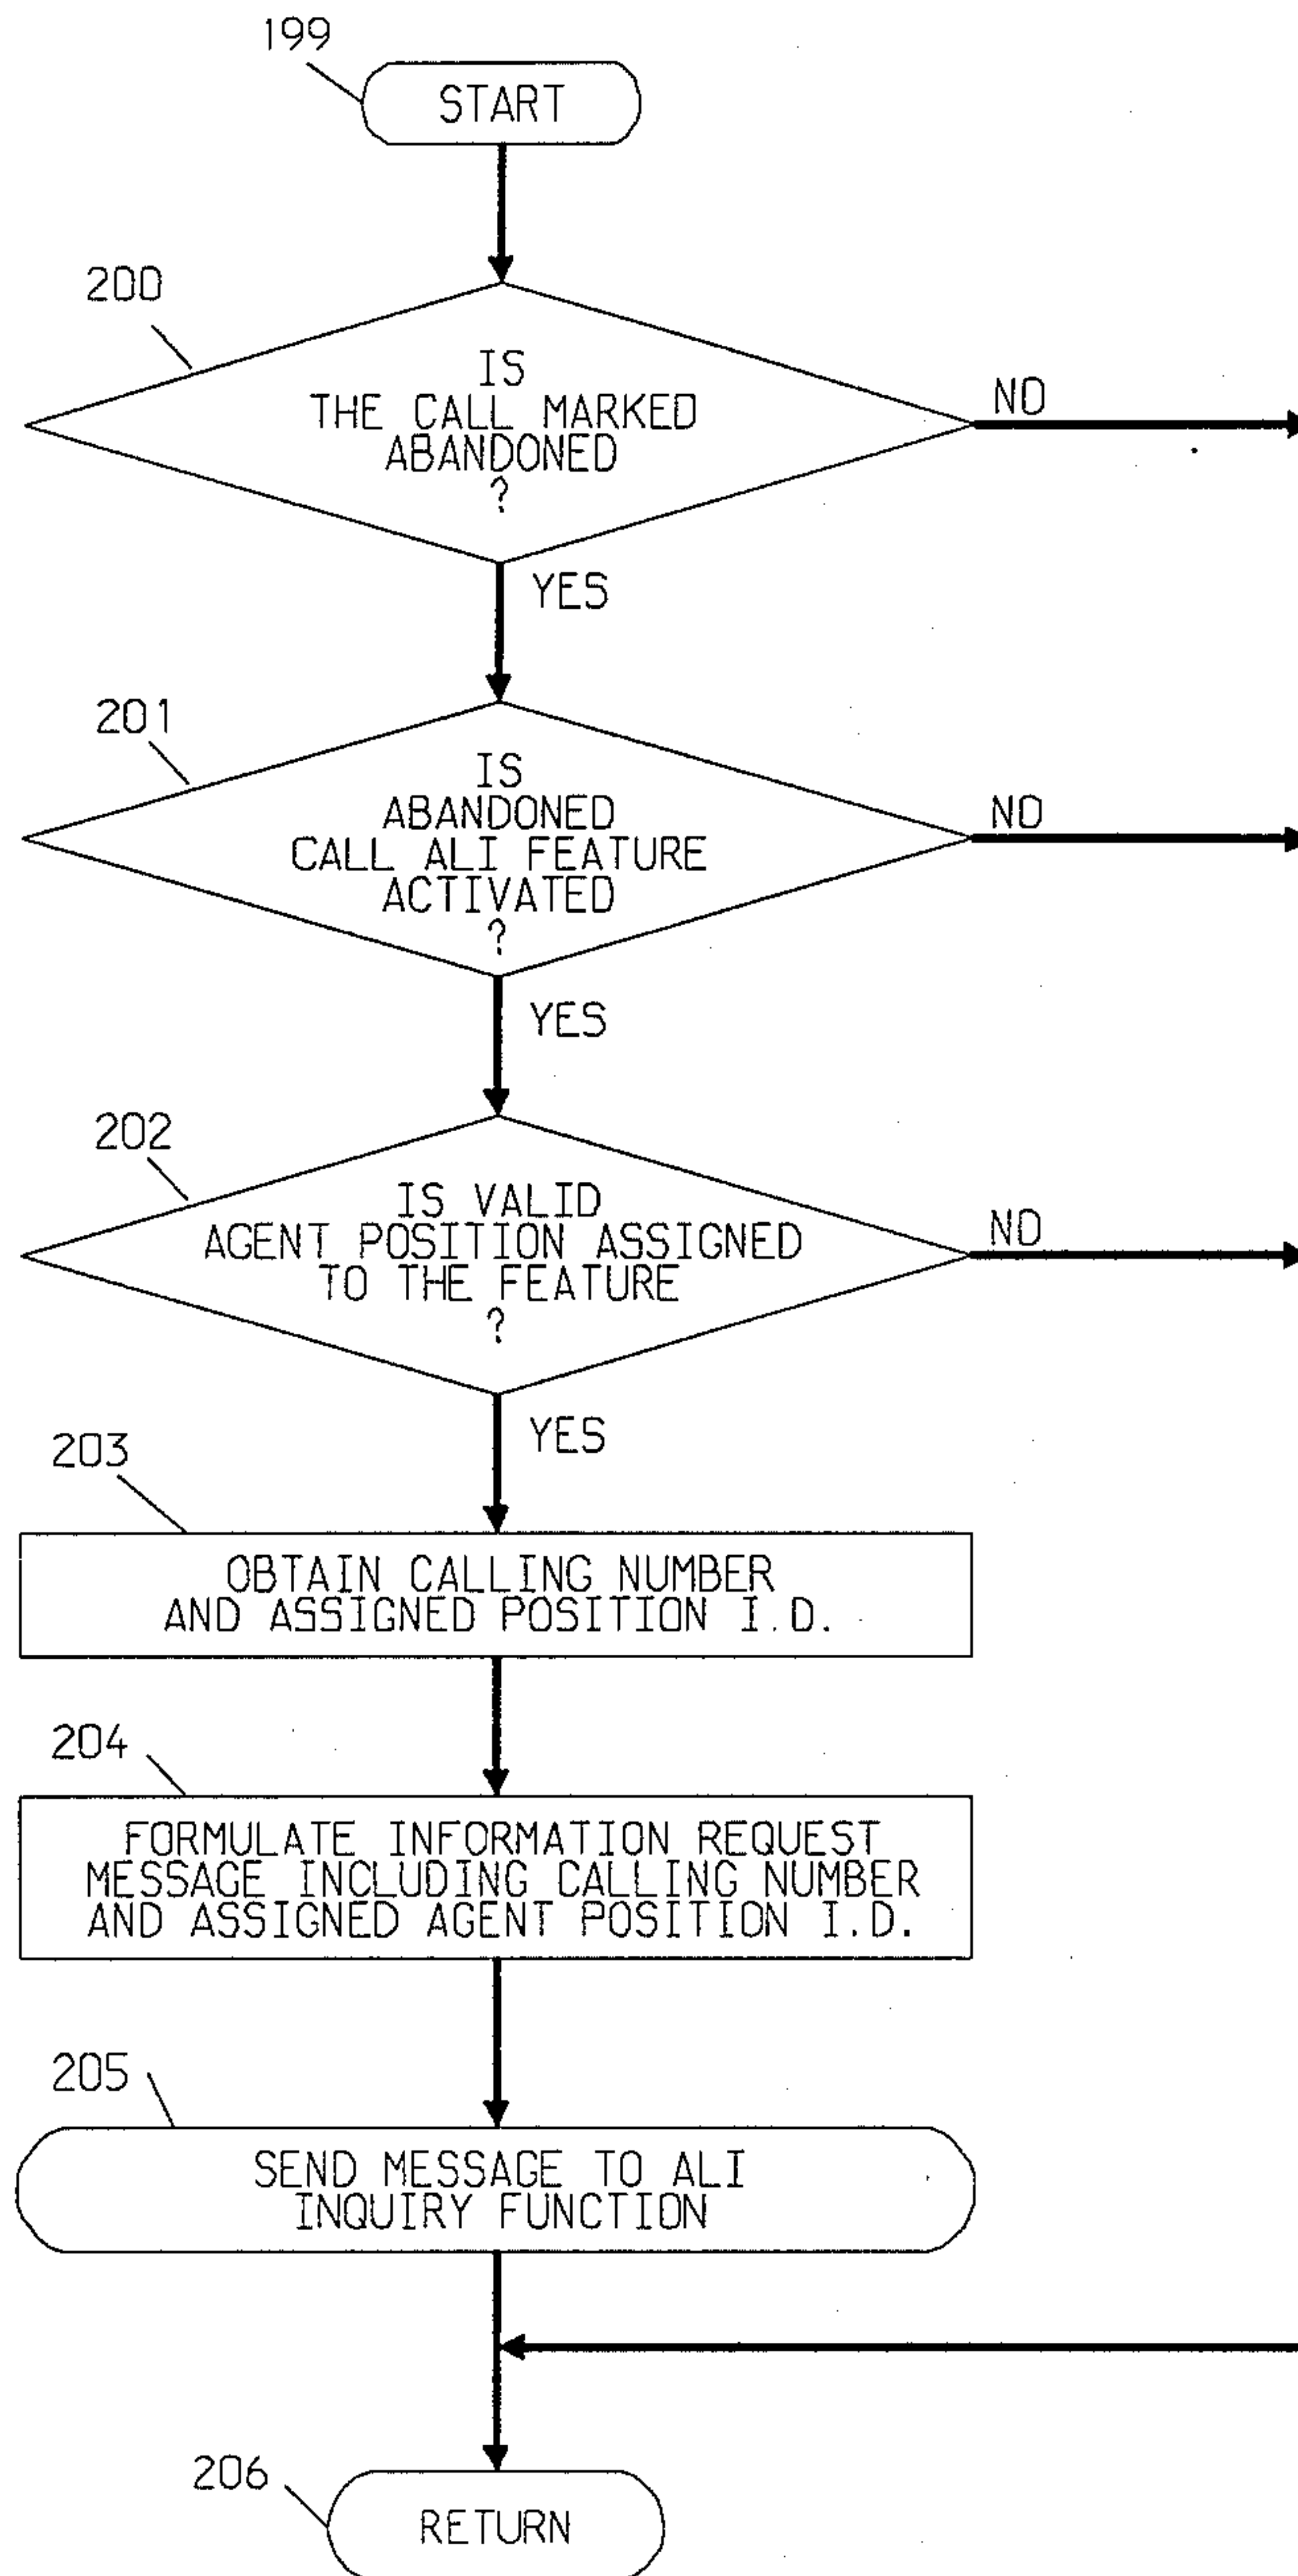 199
START
200
IS
THE CALL MARKED
ABANDONED
?
NO
YES
201
IS
ABANDONED
CALL ALI FEATURE
ACTIVATED
?
NO
YES
202
IS VALID
AGENT POSITION ASSIGNED
TO THE FEATURE
?
NO
YES
203
OBTAIN CALLING NUMBER
AND ASSIGNED POSITION I.D.
204
FORMULATE INFORMATION REQUEST
MESSAGE INCLUDING CALLING NUMBER
AND ASSIGNED AGENT POSITION I.D.
205
SEND MESSAGE TO ALI
INQUIRY FUNCTION
206
RETURN